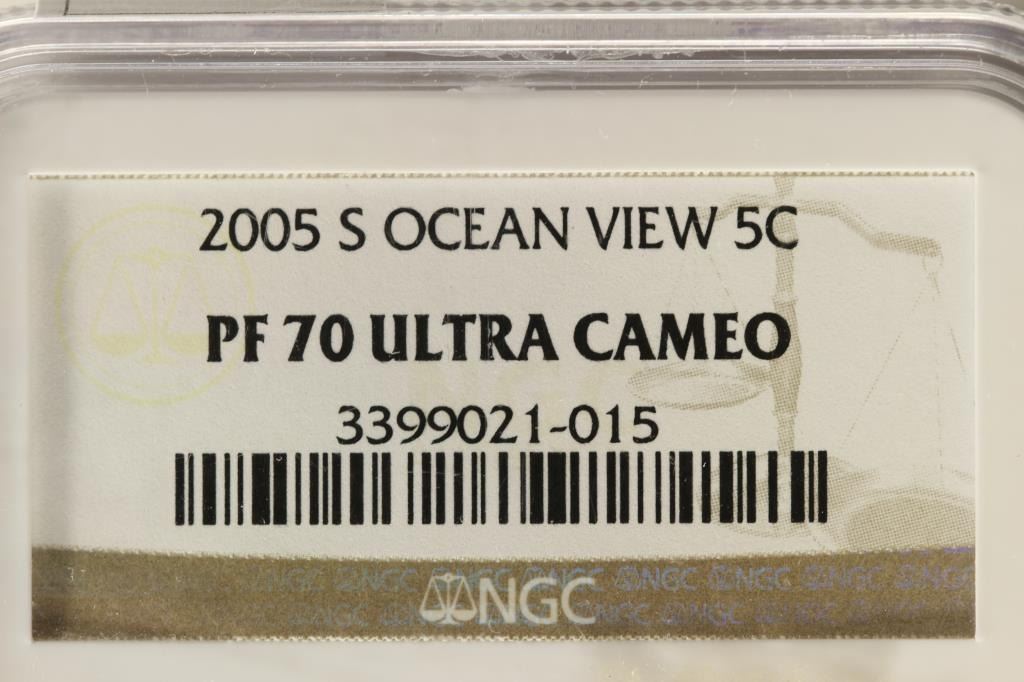 2005 S OCEAN VIEW 5C
PF 70 ULTRA CAMEO
3399021-015
NGC